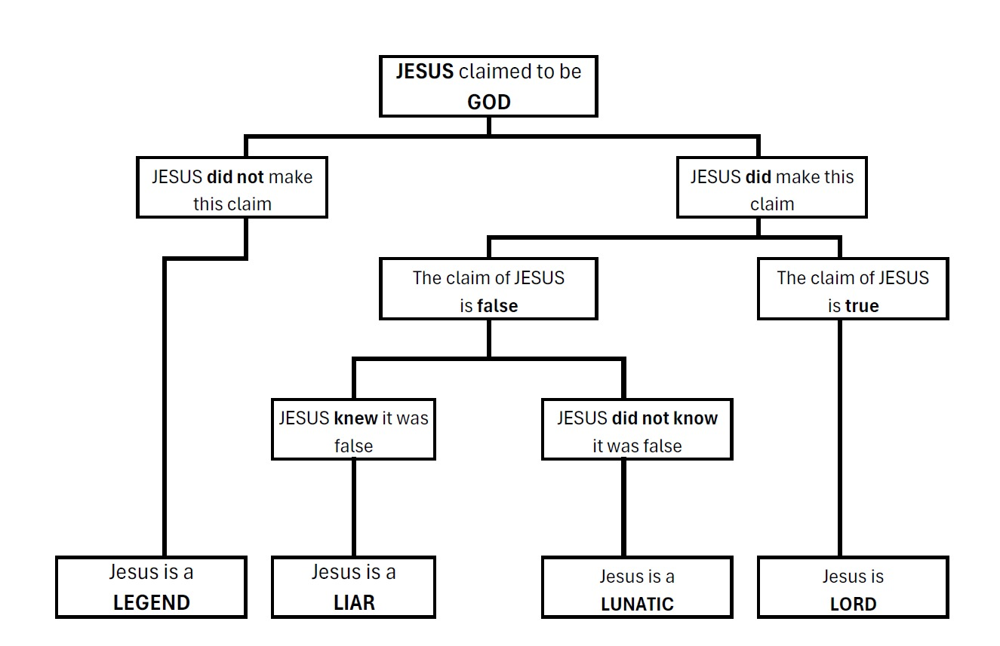 JESUS claimed to be
GOD
JESUS did not make
this claim
JESUS did make this
claim
The claim of JESUS
is false
The claim of JESUS
is true
JESUS knew it was
false
JESUS did not know
it was false
Jesus is a
LEGEND
Jesus is a
LIAR
Jesus is a
LUNATIC
Jesus is
LORD